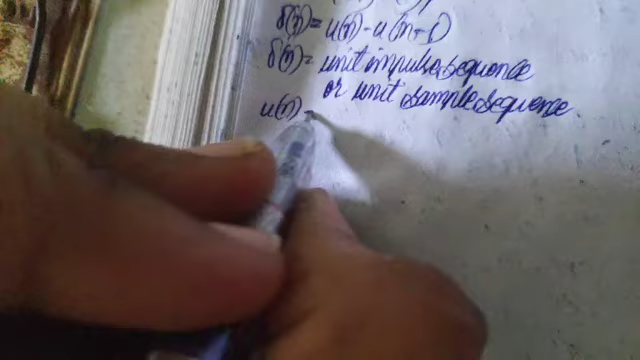 δ(n) = u(n) - u(n-1)
δ(n) = unit impulse sequence
or unit sample sequence
u(n) =